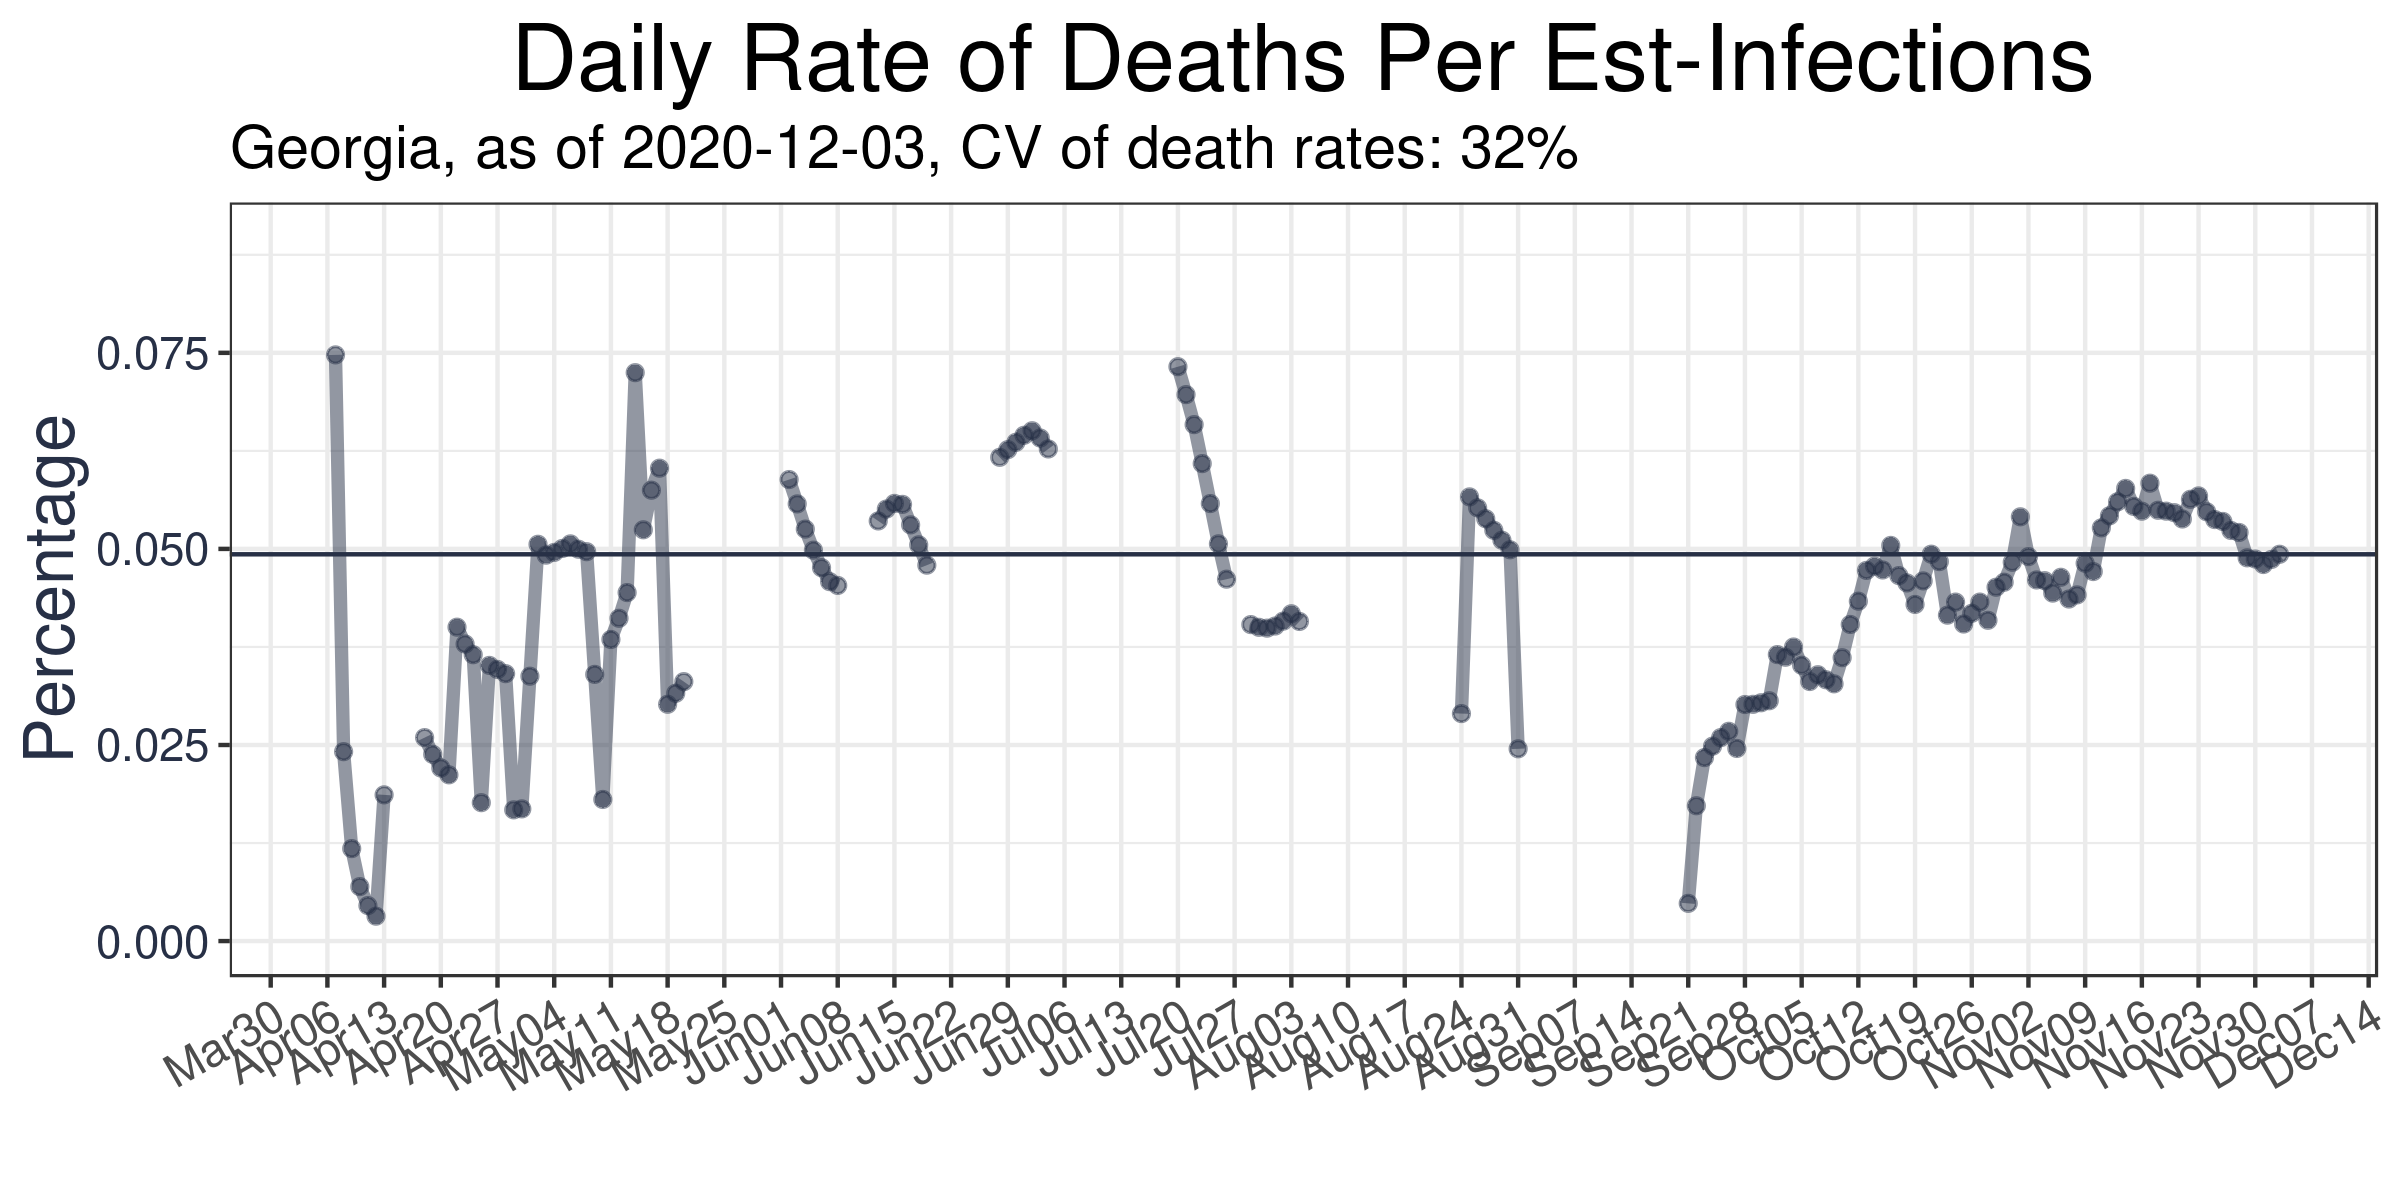 Daily Rate of Deaths Per Est-Infections
Georgia, as of 2020-12-03, CV of death rates: 32%
Percentage
0.075
0.050
0.025
0.000
Mar30
Apr06
Apr13
Apr20
Apr27
May04
May11
May18
May25
Jun01
Jun08
Jun15
Jun22
Jun29
Jul06
Jul13
Jul20
Jul27
Aug03
Aug10
Aug17
Aug24
Aug31
Sep07
Sep14
Sep21
Sep28
Oct05
Oct12
Oct19
Oct26
Nov02
Nov09
Nov16
Nov23
Nov30
Dec07
Dec14